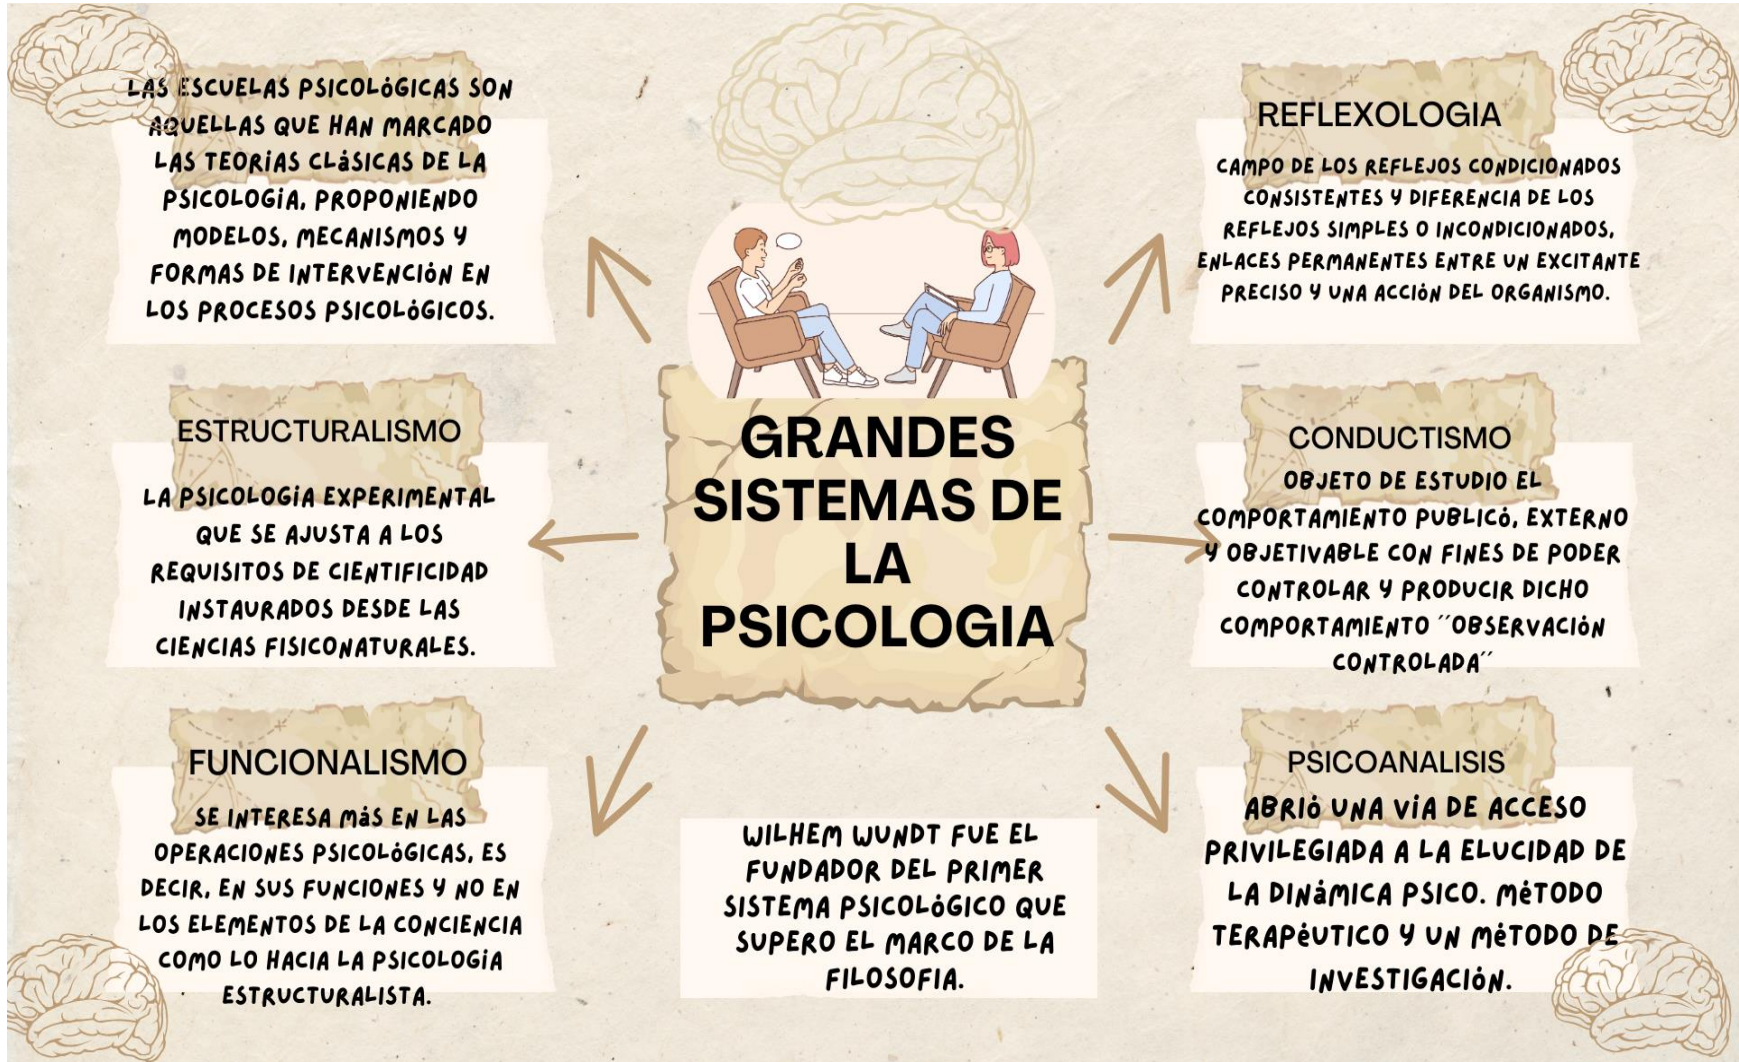 LAS ESCUELAS PSICOLÓGICAS SON
AQUELLAS QUE HAN MARCADO
LAS TEORÍAS CLÁSICAS DE LA
PSICOLOGÍA, PROPONIENDO
MODELOS, MECANISMOS Y
FORMAS DE INTERVENCIÓN EN
LOS PROCESOS PSICOLÓGICOS.
ESTRUCTURALISMO
LA PSICOLOGÍA EXPERIMENTAL
QUE SE AJUSTA A LOS
REQUISITOS DE CIENTIFICIDAD
INSTAURADOS DESDE LAS
CIENCIAS FISICONATURALES.
FUNCIONALISMO
SE INTERESA MÁS EN LAS
OPERACIONES PSICOLÓGICAS, ES
DECIR, EN SUS FUNCIONES Y NO EN
LOS ELEMENTOS DE LA CONCIENCIA
COMO LO HACIA LA PSICOLOGÍA
ESTRUCTURALISTA.
GRANDES
SISTEMAS DE
LA
PSICOLOGIA
WILHEM WUNDT FUE EL
FUNDADOR DEL PRIMER
SISTEMA PSICOLÓGICO QUE
SUPERO EL MARCO DE LA
FILOSOFIA.
REFLEXOLOGIA
CAMPO DE LOS REFLEJOS CONDICIONADOS
CONSISTENTES Y DIFERENCIA DE LOS
REFLEJOS SIMPLES O INCONDICIONADOS,
ENLACES PERMANENTES ENTRE UN EXCITANTE
PRECISO Y UNA ACCIÓN DEL ORGANISMO.
CONDUCTISMO
OBJETO DE ESTUDIO EL
COMPORTAMIENTO PUBLICÓ, EXTERNO
Y OBJETIVABLE CON FINES DE PODER
CONTROLAR Y PRODUCIR DICHO
COMPORTAMIENTO ´´OBSERVACIÓN
CONTROLADA´´
PSICOANALISIS
ABRIÓ UNA VÍA DE ACCESO
PRIVILEGIADA A LA ELUCIDAD DE
LA DINÁMICA PSICO. MÉTODO
TERAPÉUTICO Y UN MÉTODO DE
INVESTIGACIÓN.